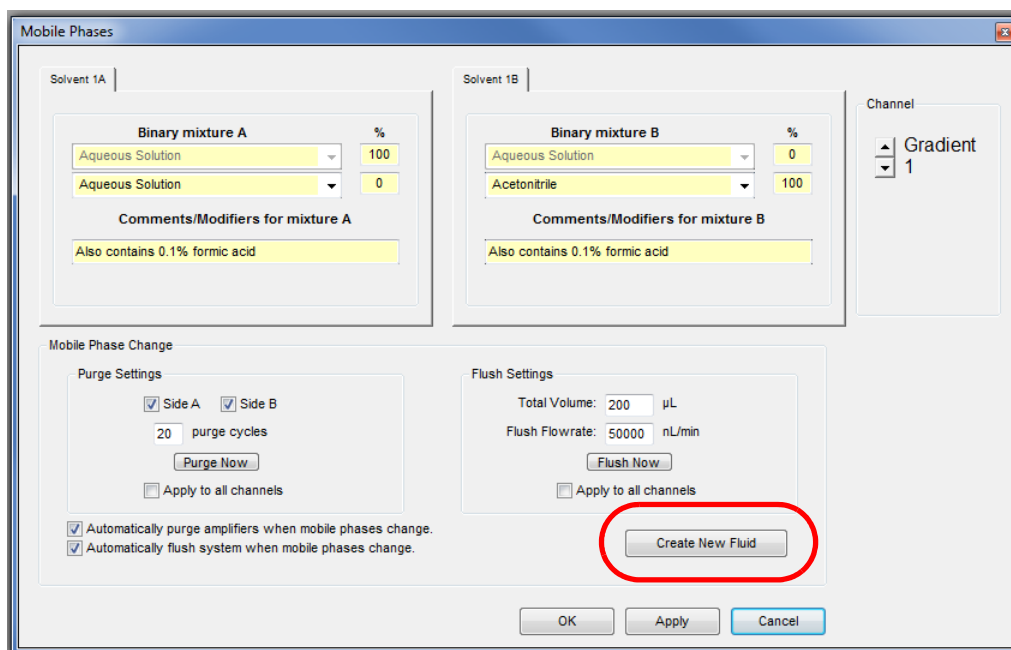 Mobile Phases
Solvent 1A
Binary mixture A %
Aqueous Solution 100
Aqueous Solution 0
Comments/Modifiers for mixture A
Also contains 0.1% formic acid
Solvent 1B
Binary mixture B %
Aqueous Solution 0
Acetonitrile 100
Comments/Modifiers for mixture B
Also contains 0.1% formic acid
Channel
Gradient
1
Mobile Phase Change
Purge Settings
Side A Side B
20 purge cycles
Purge Now
Apply to all channels
Flush Settings
Total Volume: 200 µL
Flush Flowrate: 50000 nL/min
Flush Now
Apply to all channels
Automatically purge amplifiers when mobile phases change.
Automatically flush system when mobile phases change.
Create New Fluid
OK Apply Cancel